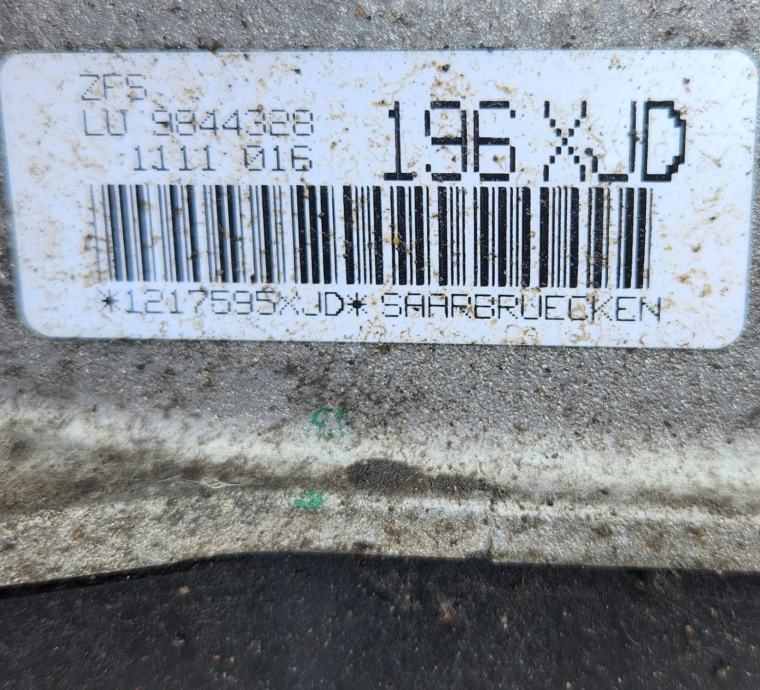 ZFS
LU 9844328
1111 016
196 XJD
*1217595XJD* SAARBRUECKEN